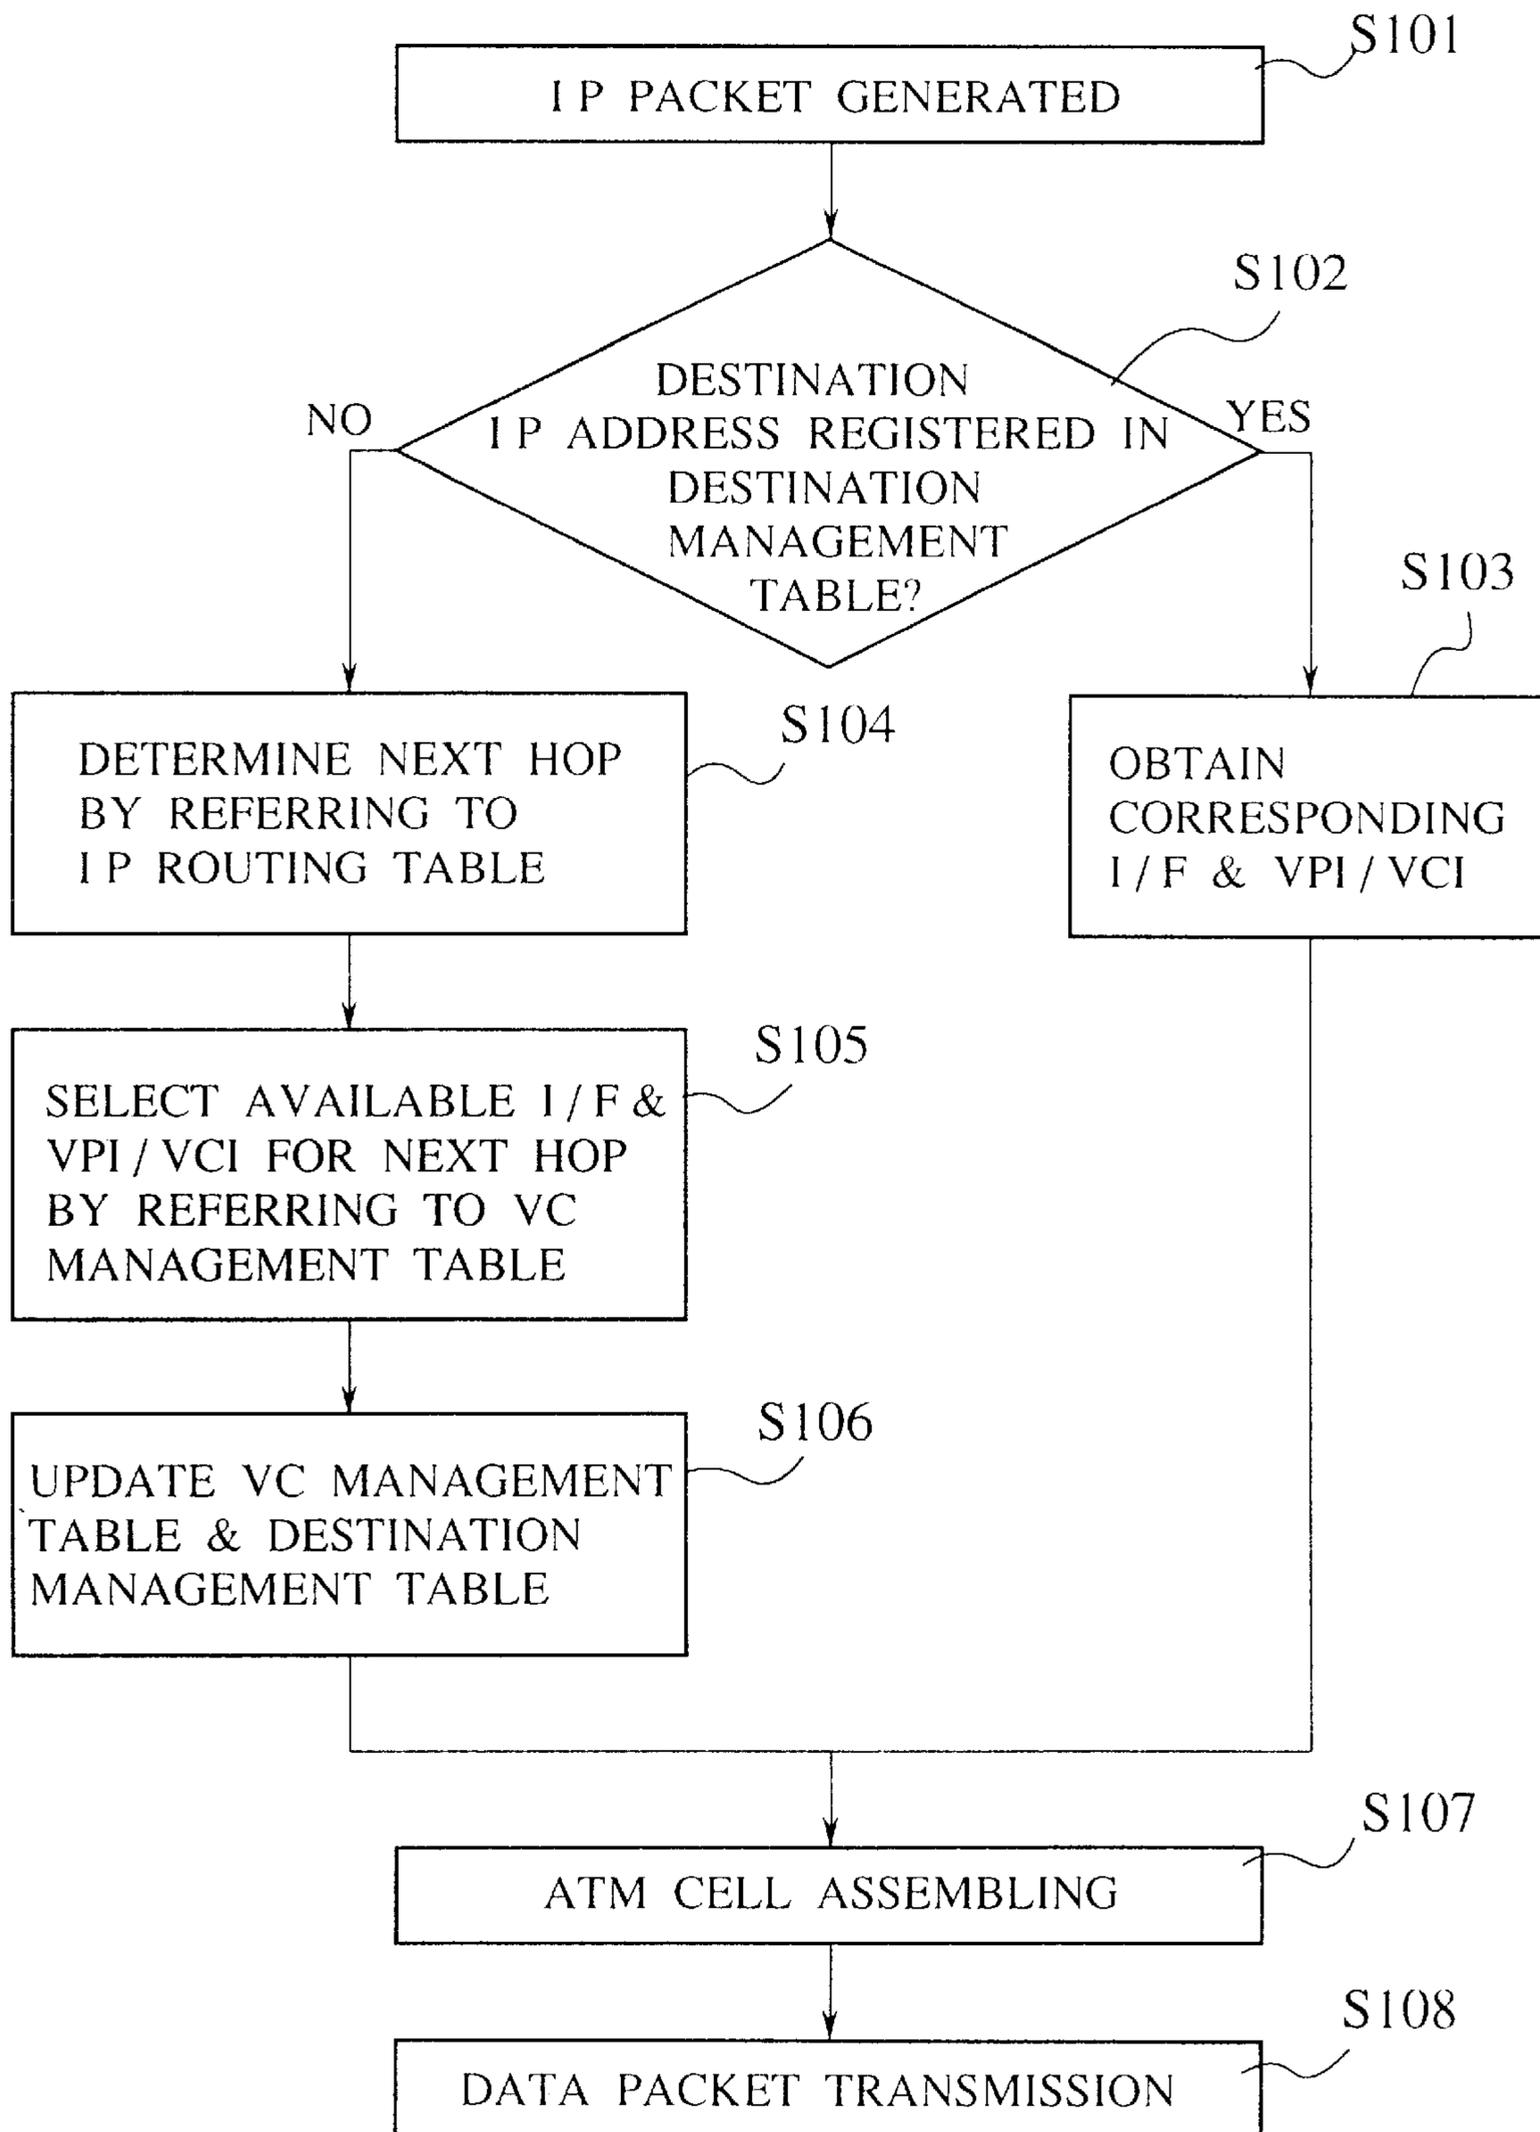 S101
IP PACKET GENERATED
S102
DESTINATION
IP ADDRESS REGISTERED IN
DESTINATION
MANAGEMENT
TABLE?
NO
YES
S103
OBTAIN
CORRESPONDING
I/F & VPI/VCI
S104
DETERMINE NEXT HOP
BY REFERRING TO
IP ROUTING TABLE
S105
SELECT AVAILABLE I/F &
VPI/VCI FOR NEXT HOP
BY REFERRING TO VC
MANAGEMENT TABLE
S106
UPDATE VC MANAGEMENT
TABLE & DESTINATION
MANAGEMENT TABLE
S107
ATM CELL ASSEMBLING
S108
DATA PACKET TRANSMISSION